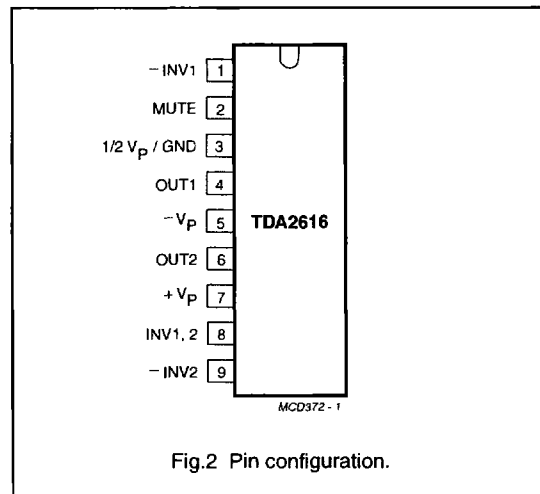 −INV1 1
MUTE 2
1/2 VP / GND 3
OUT1 4
−VP 5
TDA2616
OUT2 6
+VP 7
INV1, 2 8
−INV2 9
MCD372 - 1
Fig.2 Pin configuration.